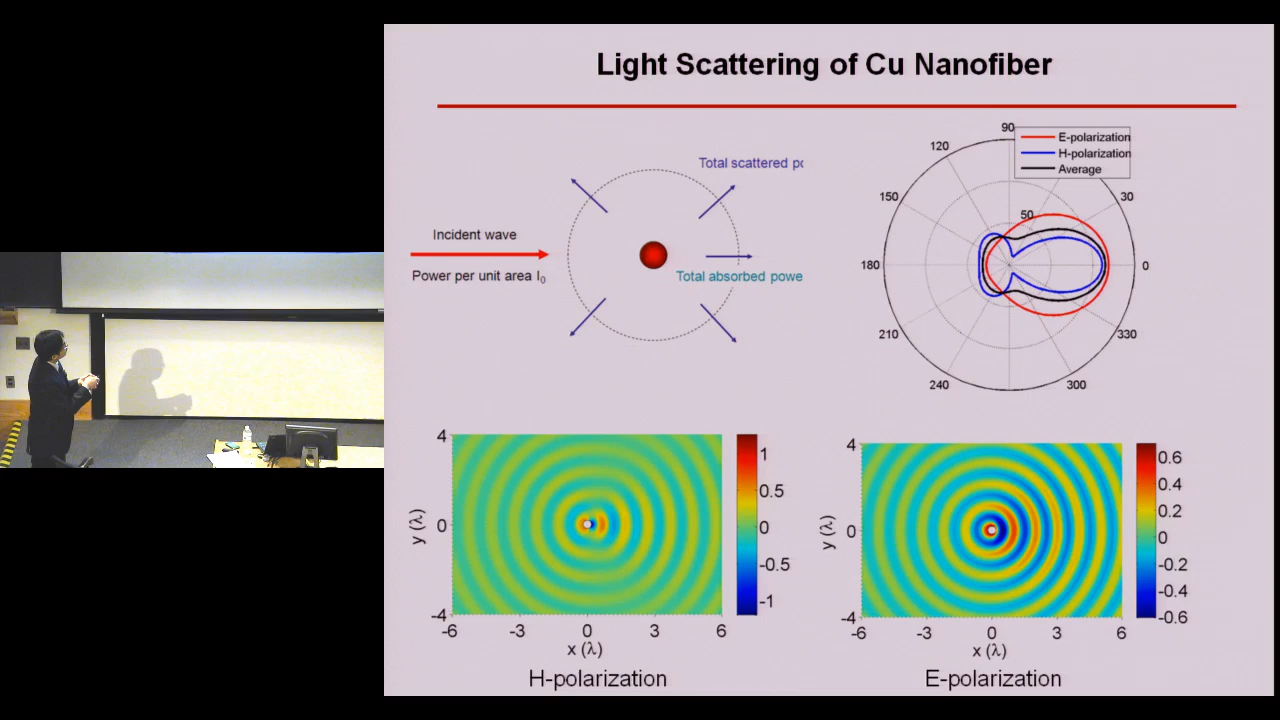 Light Scattering of Cu Nanofiber
Total scattered po
Incident wave
Power per unit area I₀
Total absorbed powe
E-polarization
H-polarization
Average
90
120
150
180
210
240
300
330
0
30
50
4
0
-4
-6
-3
0
3
6
y (λ)
x (λ)
1
0.5
0
-0.5
-1
H-polarization
4
0
-4
-6
-3
0
3
6
y (λ)
x (λ)
0.6
0.4
0.2
0
-0.2
-0.4
-0.6
E-polarization